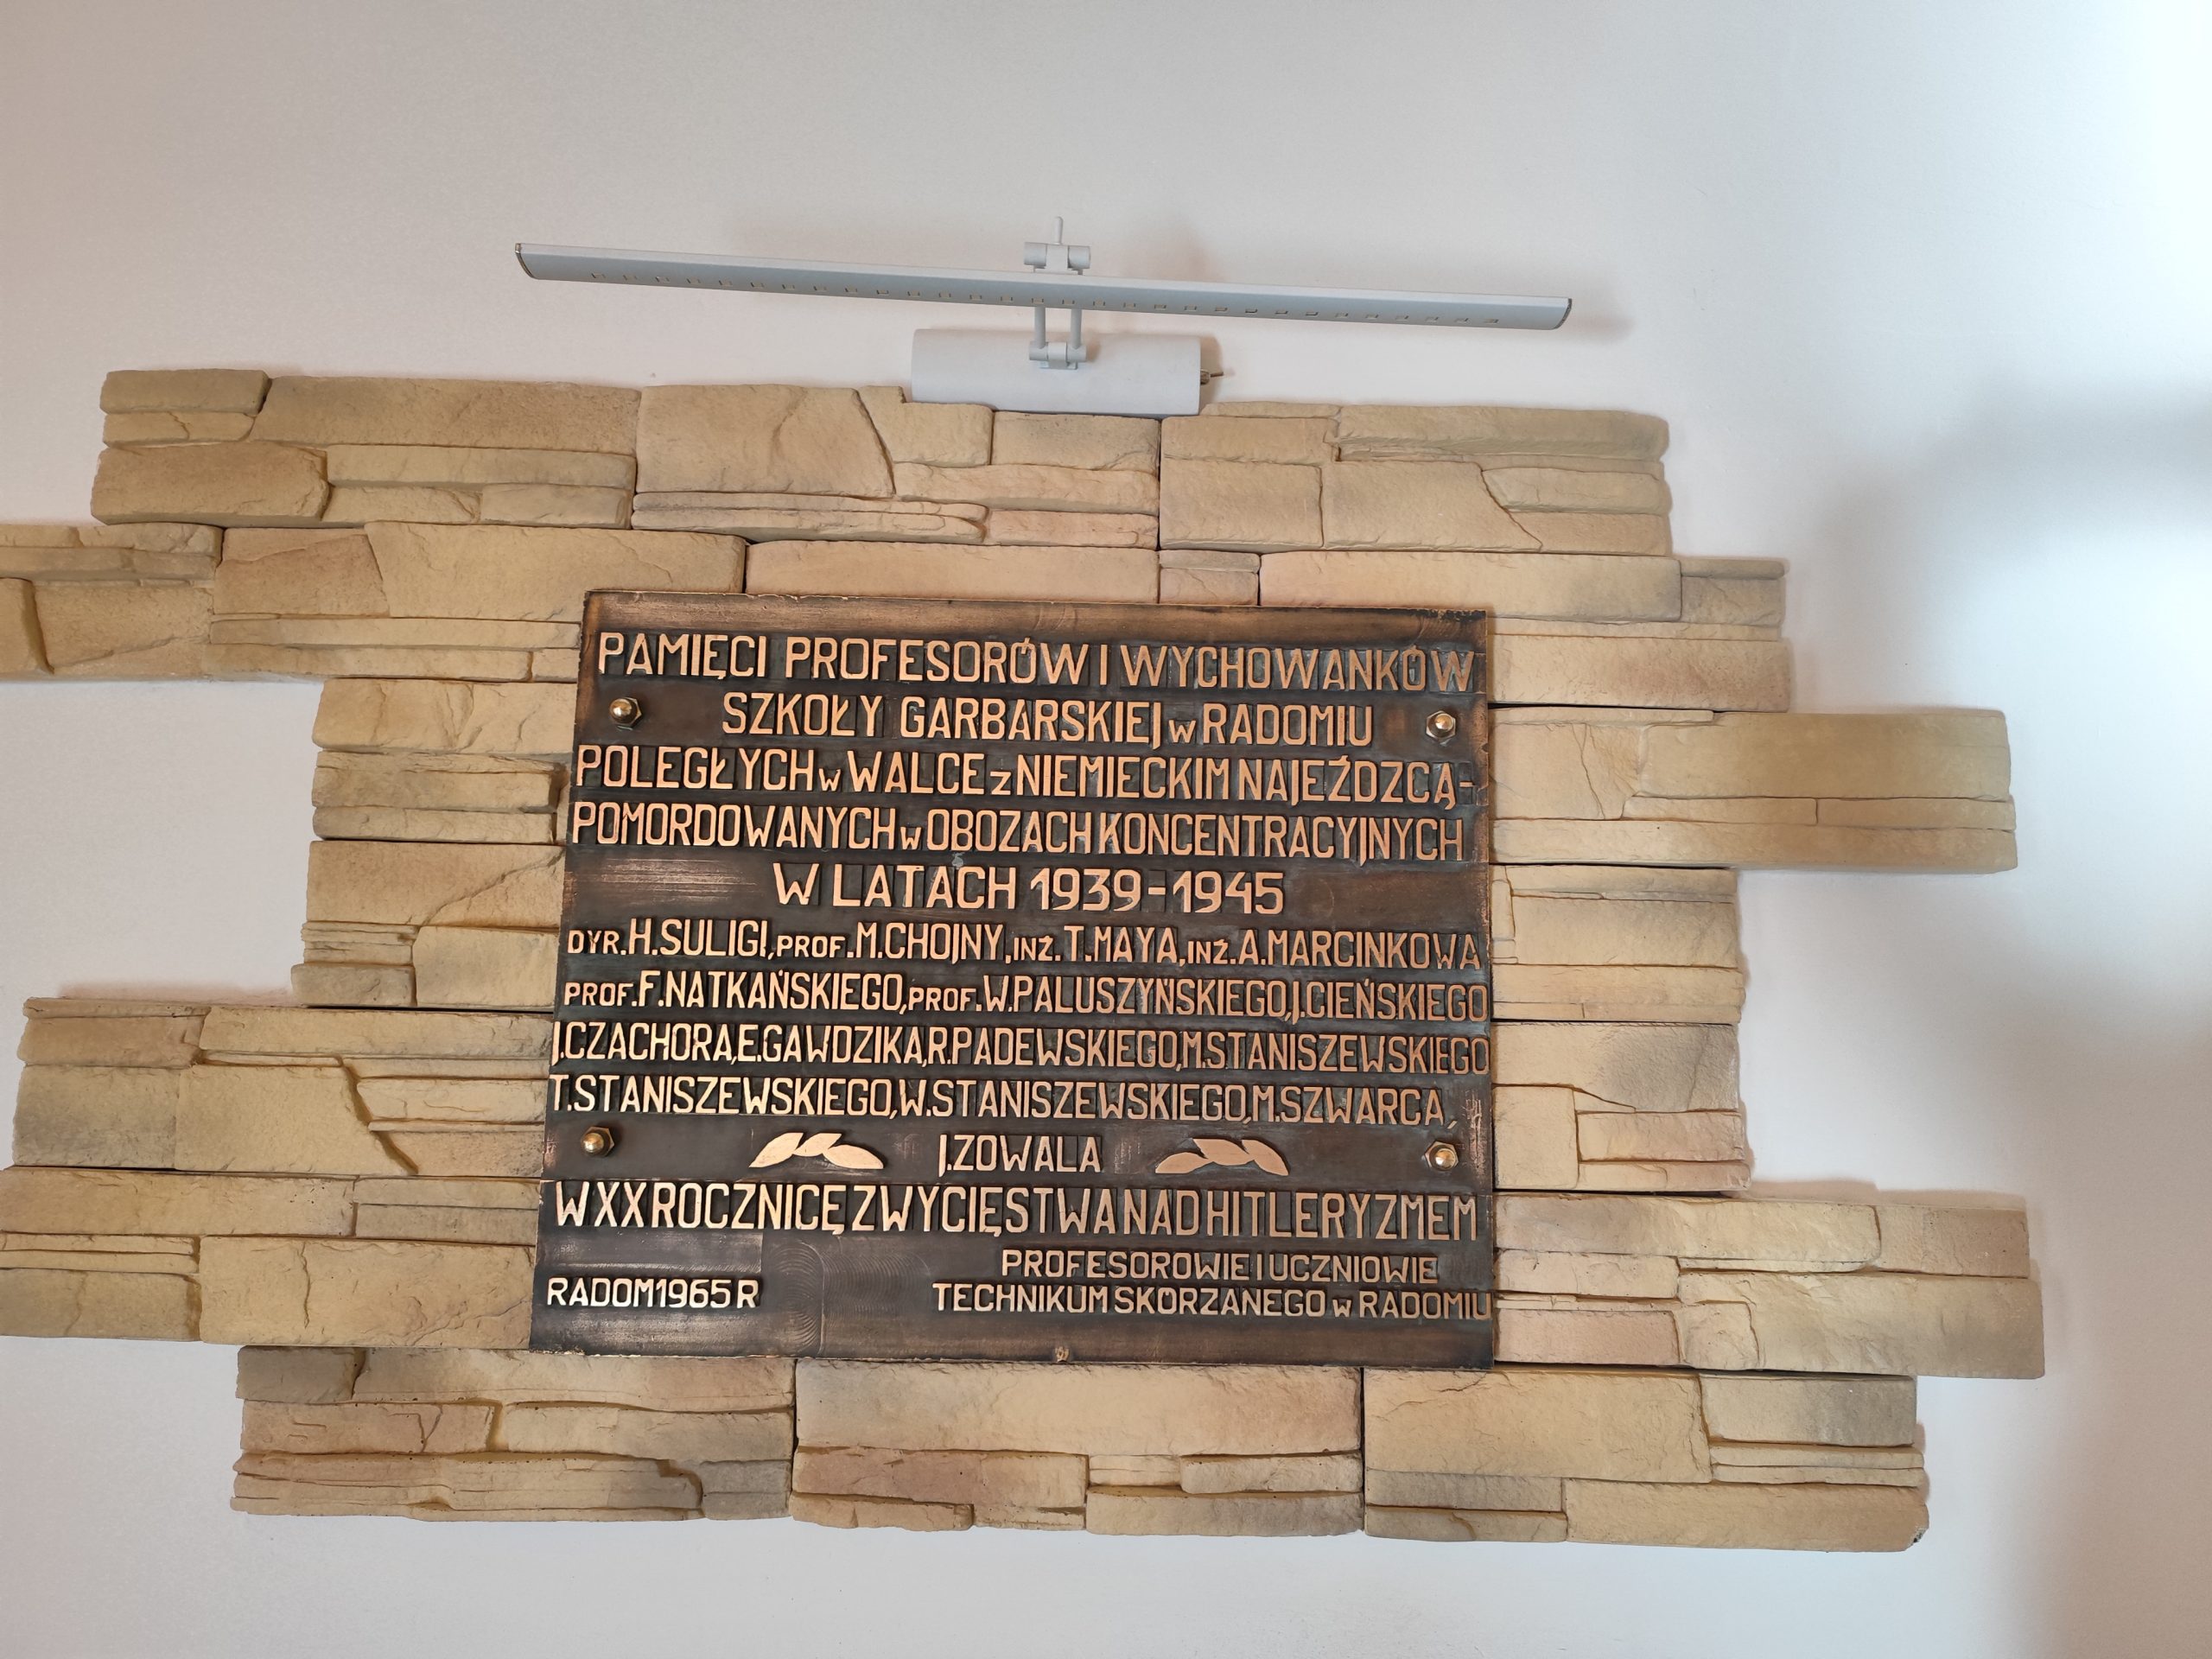 PAMIĘCI PROFESORÓW I WYCHOWANKÓW
SZKOŁY GARBARSKIEJ w RADOMIU
POLEGŁYCH w WALCE z NIEMIECKIM NAJEŹDZCĄ-
POMORDOWANYCH w OBOZACH KONCENTRACYJNYCH
W LATACH 1939-1945
DYR. H. SULIGI, PROF. M. CHOJNY, INŻ. T. MAYA, INŻ. A. MARCINKOWA
PROF. F. NATKAŃSKIEGO, PROF. W. PALUSZYŃSKIEGO, J. CIEŃSKIEGO
J. CZACHORA, E. GAWDZIKA, R. PADEWSKIEGO, M. STANISZEWSKIEGO
T. STANISZEWSKIEGO, W. STANISZEWSKIEGO, M. SZWARCA,
J. ZOWALA
W XX ROCZNICĘ ZWYCIĘSTWA NAD HITLERYZMEM
PROFESOROWIE I UCZNIOWIE
RADOM 1965 R TECHNIKUM SKÓRZANEGO w RADOMIU